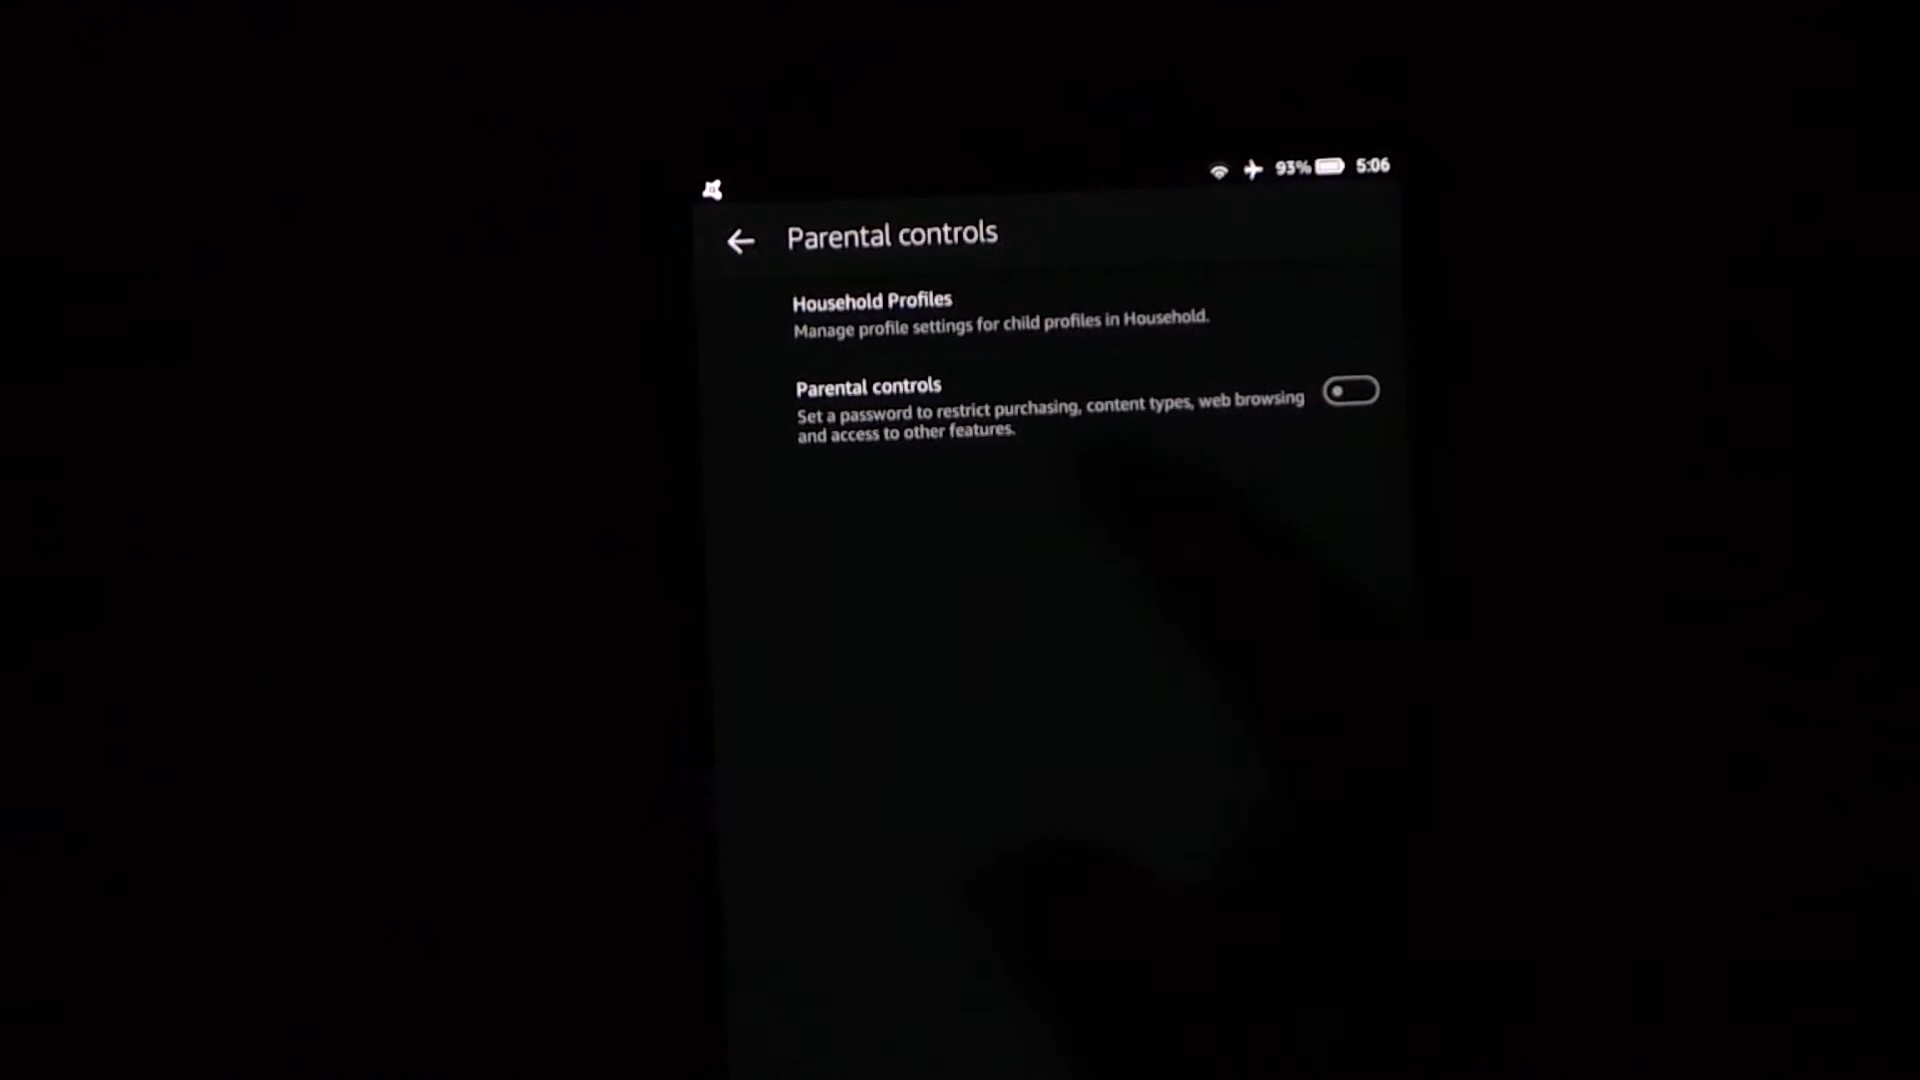 93% 5:06
Parental controls
Household Profiles
Manage profile settings for child profiles in Household.
Parental controls
Set a password to restrict purchasing, content types, web browsing
and access to other features.